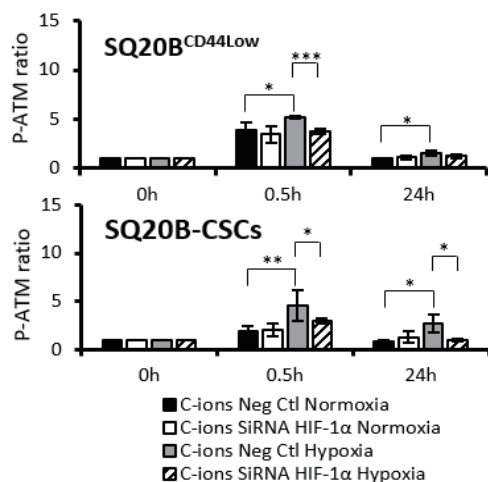 15
10
5
0
P-ATM ratio
SQ20B^CD44Low
*
***
*
0h
0.5h
24h
15
10
5
0
P-ATM ratio
SQ20B-CSCs
**
*
*
*
0h
0.5h
24h
C-ions Neg Ctl Normoxia
C-ions SiRNA HIF-1α Normoxia
C-ions Neg Ctl Hypoxia
C-ions SiRNA HIF-1α Hypoxia